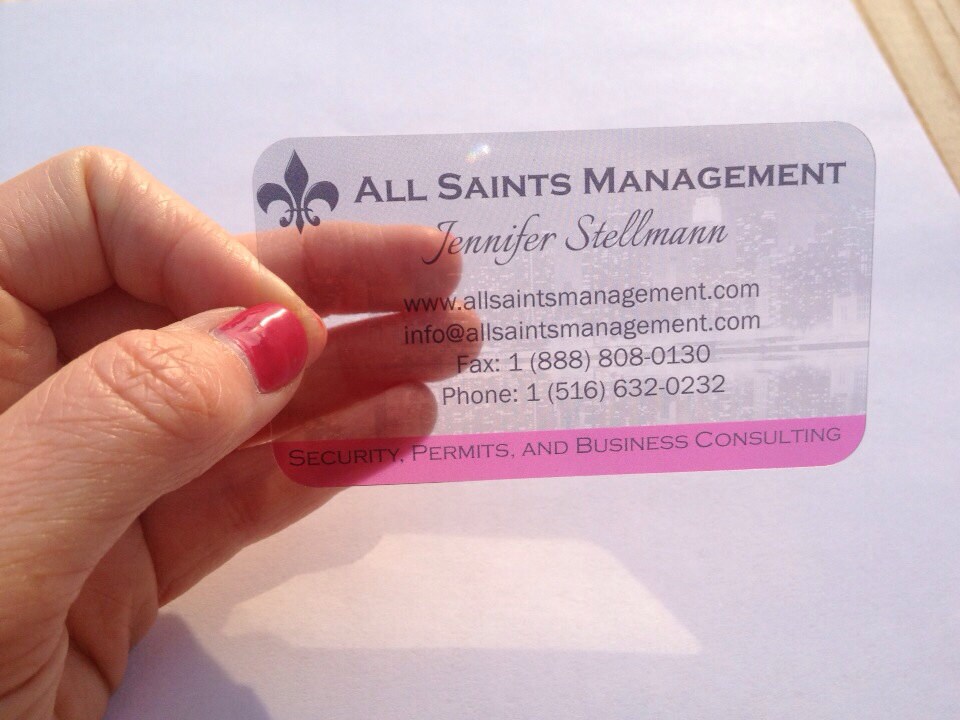 ALL SAINTS MANAGEMENT
Jennifer Stellmann
www.allsaintsmanagement.com
info@allsaintsmanagement.com
Fax: 1 (888) 808-0130
Phone: 1 (516) 632-0232
SECURITY, PERMITS, AND BUSINESS CONSULTING